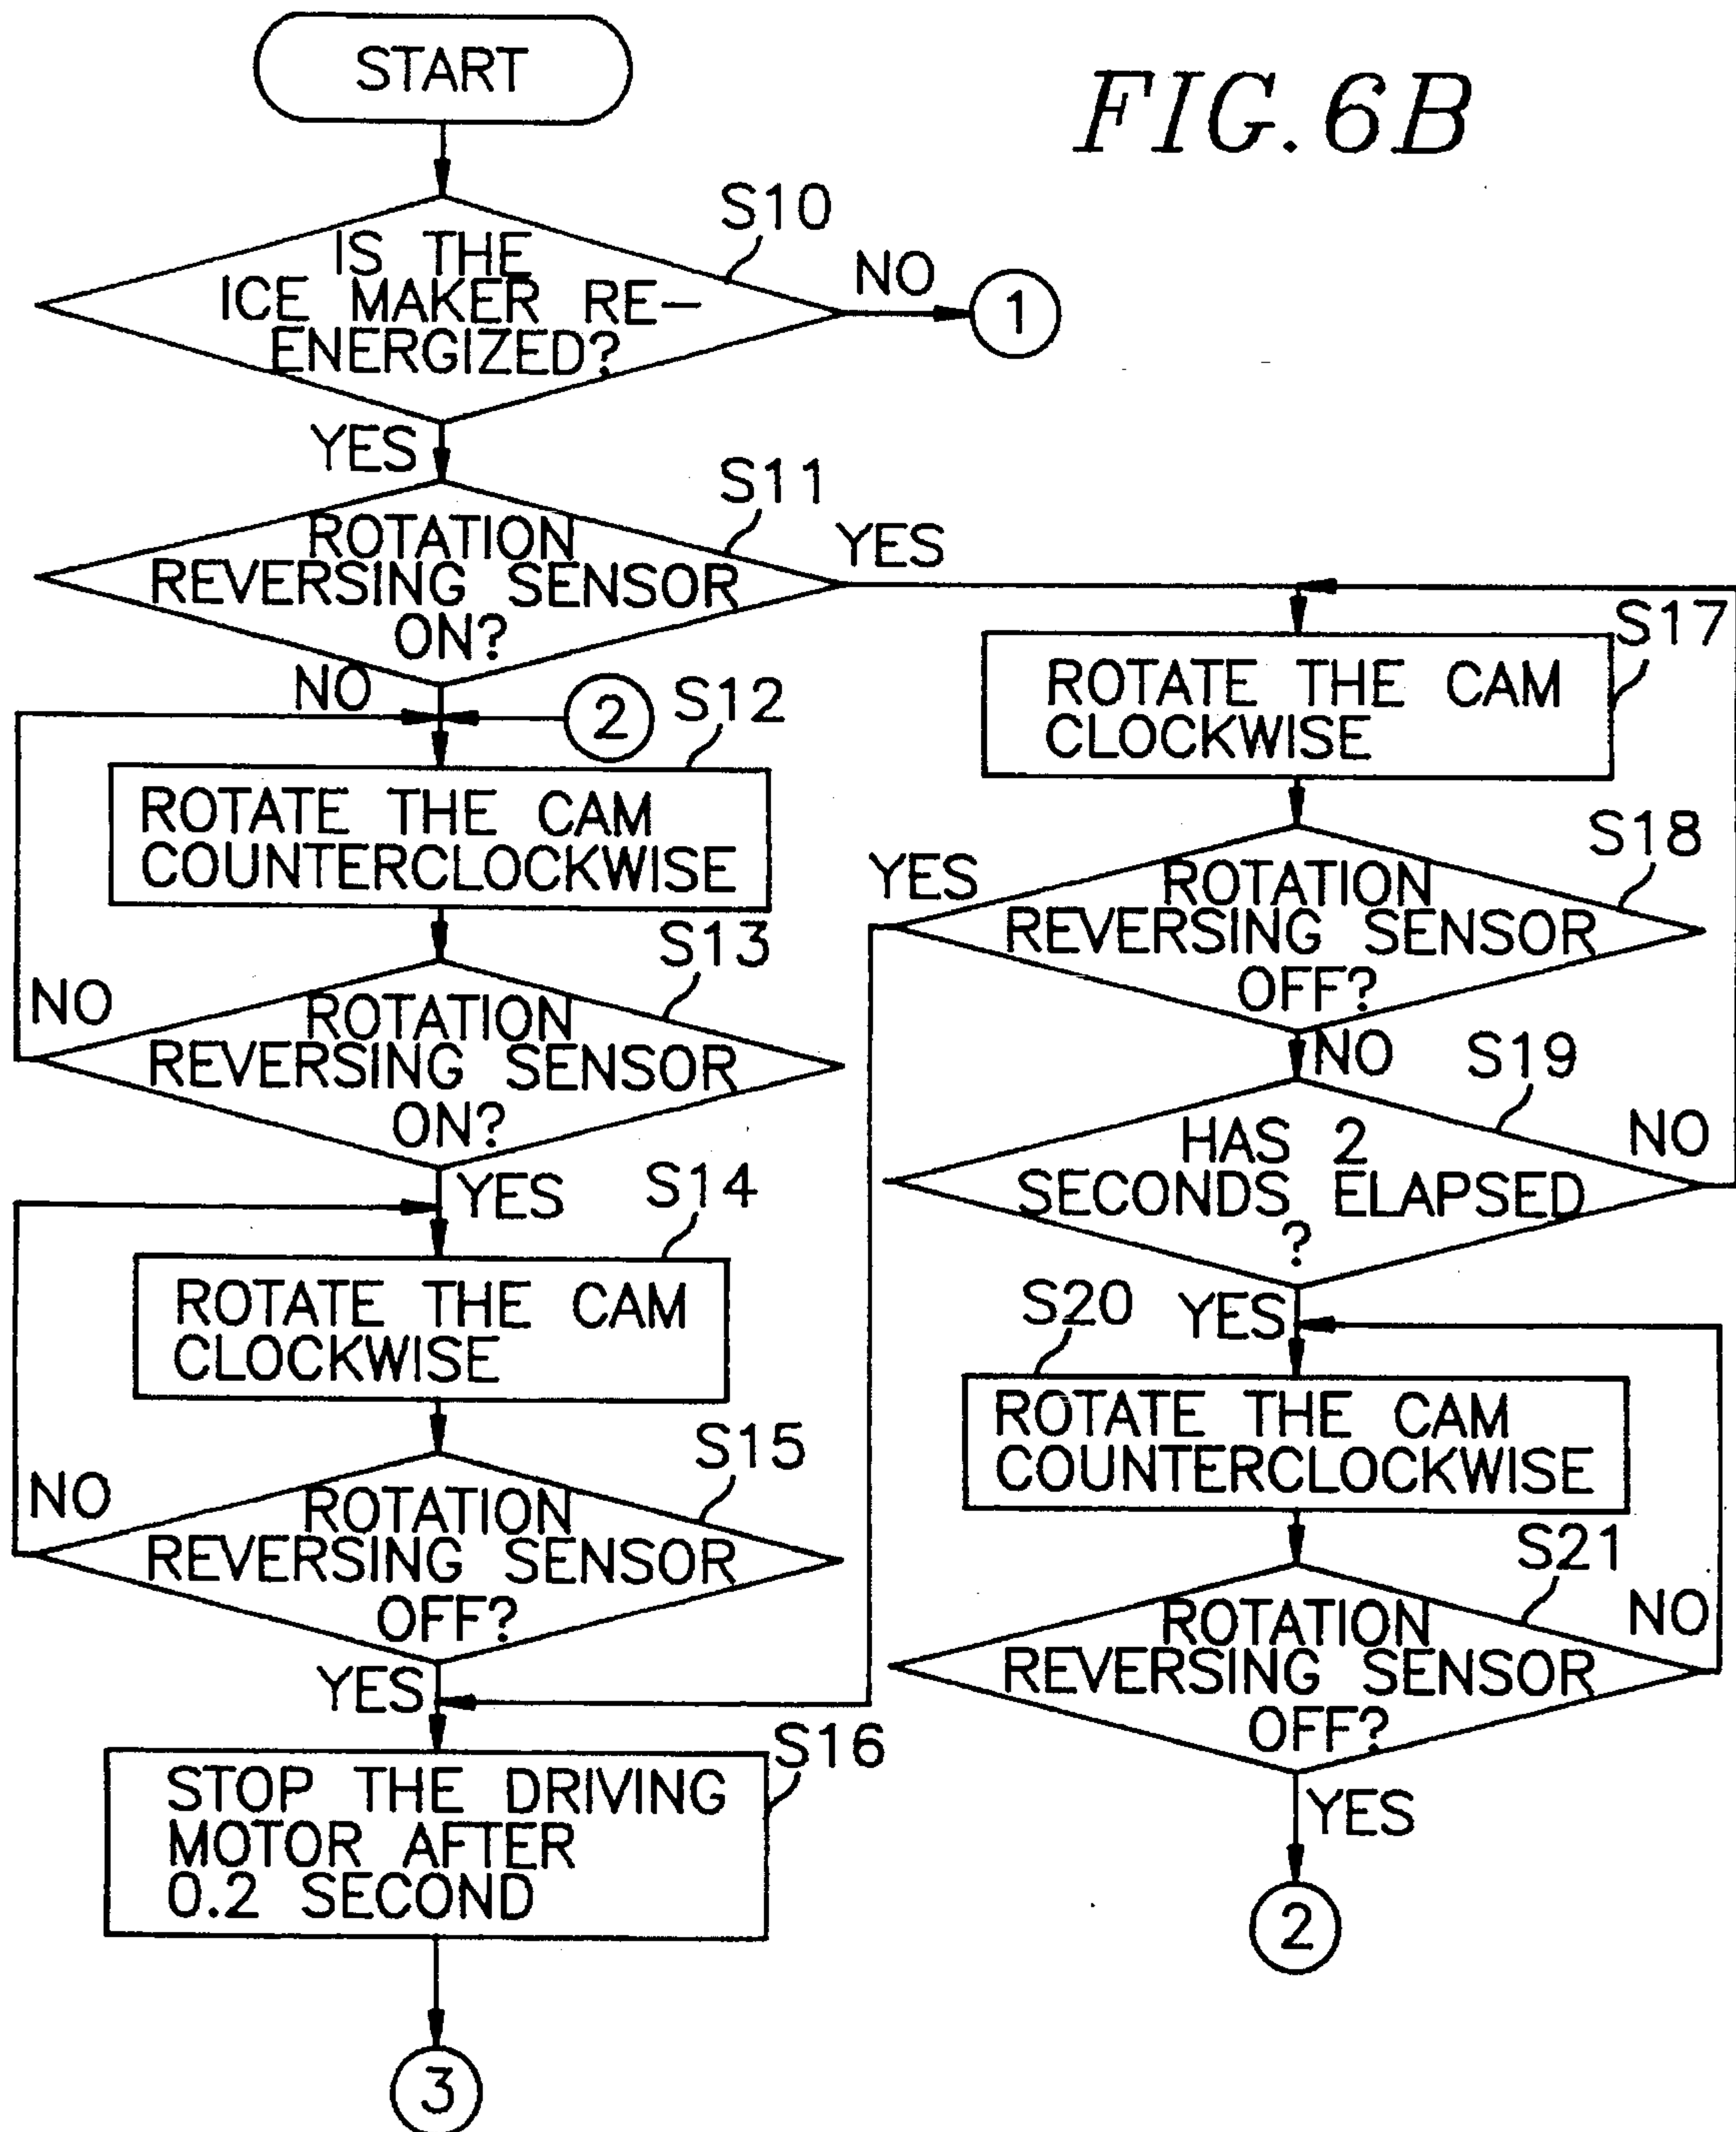 FIG. 6B
START
S10
IS THE
ICE MAKER RE-
ENERGIZED?
NO
1
YES
S11
ROTATION
REVERSING SENSOR
ON?
YES
NO
2
S12
ROTATE THE CAM
COUNTERCLOCKWISE
S13
ROTATION
REVERSING SENSOR
ON?
NO
YES
S14
ROTATE THE CAM
CLOCKWISE
S15
ROTATION
REVERSING SENSOR
OFF?
NO
YES
S16
STOP THE DRIVING
MOTOR AFTER
0.2 SECOND
3
S17
ROTATE THE CAM
CLOCKWISE
S18
YES
ROTATION
REVERSING SENSOR
OFF?
NO
S19
HAS 2
SECONDS ELAPSED
?
NO
YES
S20
ROTATE THE CAM
COUNTERCLOCKWISE
S21
ROTATION
REVERSING SENSOR
OFF?
NO
YES
2